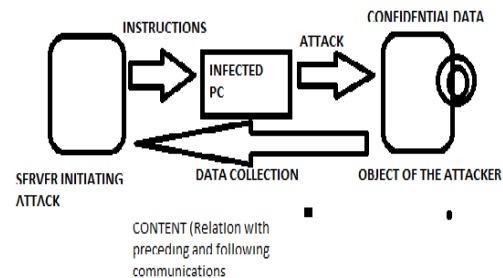 CONFIDENTIAL DATA
INSTRUCTIONS
ATTACK
INFECTED
PC
SERVER INITIATING
ATTACK
DATA COLLECTION
OBJECT OF THE ATTACKER
CONTENT (Relation with
preceding and following
communications